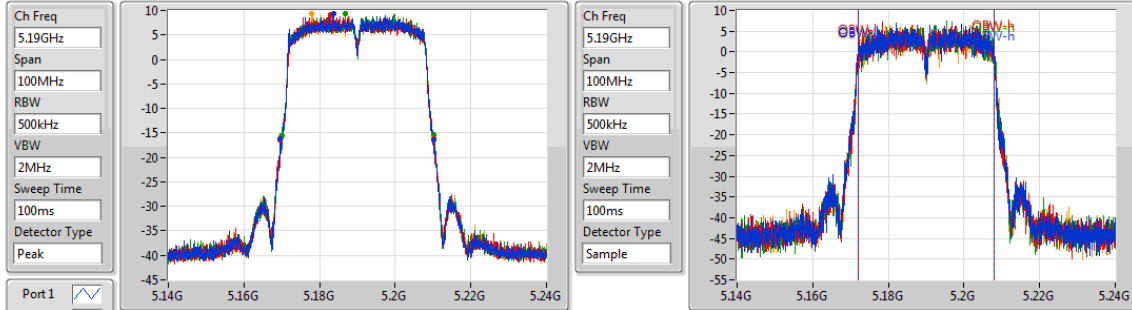 Ch Freq
5.19GHz
Span
100MHz
RBW
500kHz
VBW
2MHz
Sweep Time
100ms
Detector Type
Peak
Port 1
10
5
0
-5
-10
-15
-20
-25
-30
-35
-40
-45
5.14G 5.16G 5.18G 5.2G 5.22G 5.24G
Ch Freq
5.19GHz
Span
100MHz
RBW
500kHz
VBW
2MHz
Sweep Time
100ms
Detector Type
Sample
10
5
0
-5
-10
-15
-20
-25
-30
-35
-40
-45
-50
-55
OBW-h
5.14G 5.16G 5.18G 5.2G 5.22G 5.24G